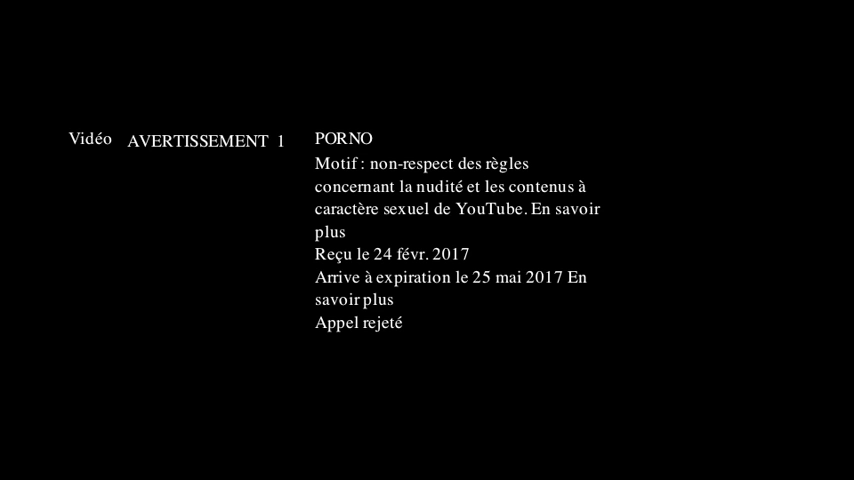 Vidéo AVERTISSEMENT 1 PORNO
Motif : non-respect des règles
concernant la nudité et les contenus à
caractère sexuel de YouTube. En savoir
plus
Reçu le 24 févr. 2017
Arrive à expiration le 25 mai 2017 En
savoir plus
Appel rejeté